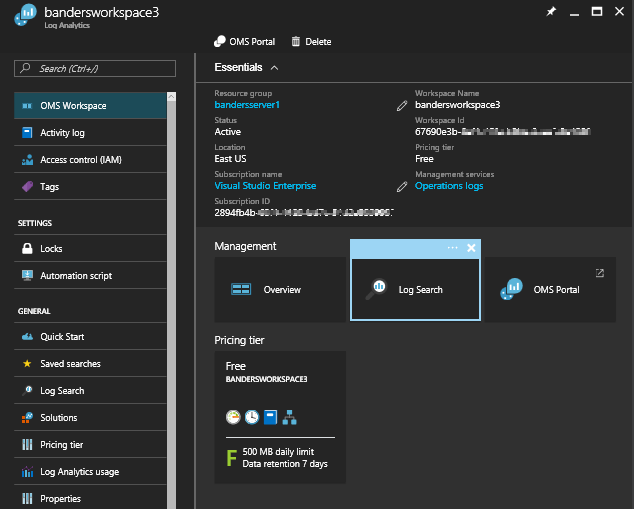 bandersworkspace3
Log Analytics
OMS Portal
Delete
Search (Ctrl+/)
OMS Workspace
Activity log
Access control (IAM)
Tags
SETTINGS
Locks
Automation script
GENERAL
Quick Start
Saved searches
Log Search
Solutions
Pricing tier
Log Analytics usage
Properties
Essentials
Resource group
bandersserver1
Status
Active
Location
East US
Subscription name
Visual Studio Enterprise
Subscription ID
2894fb4b-
Workspace Name
bandersworkspace3
Workspace Id
67690e3b-
Pricing tier
Free
Management services
Operations logs
Management
Overview
Log Search
OMS Portal
Pricing tier
Free
BANDERSWORKSPACE3
F
500 MB daily limit
Data retention 7 days